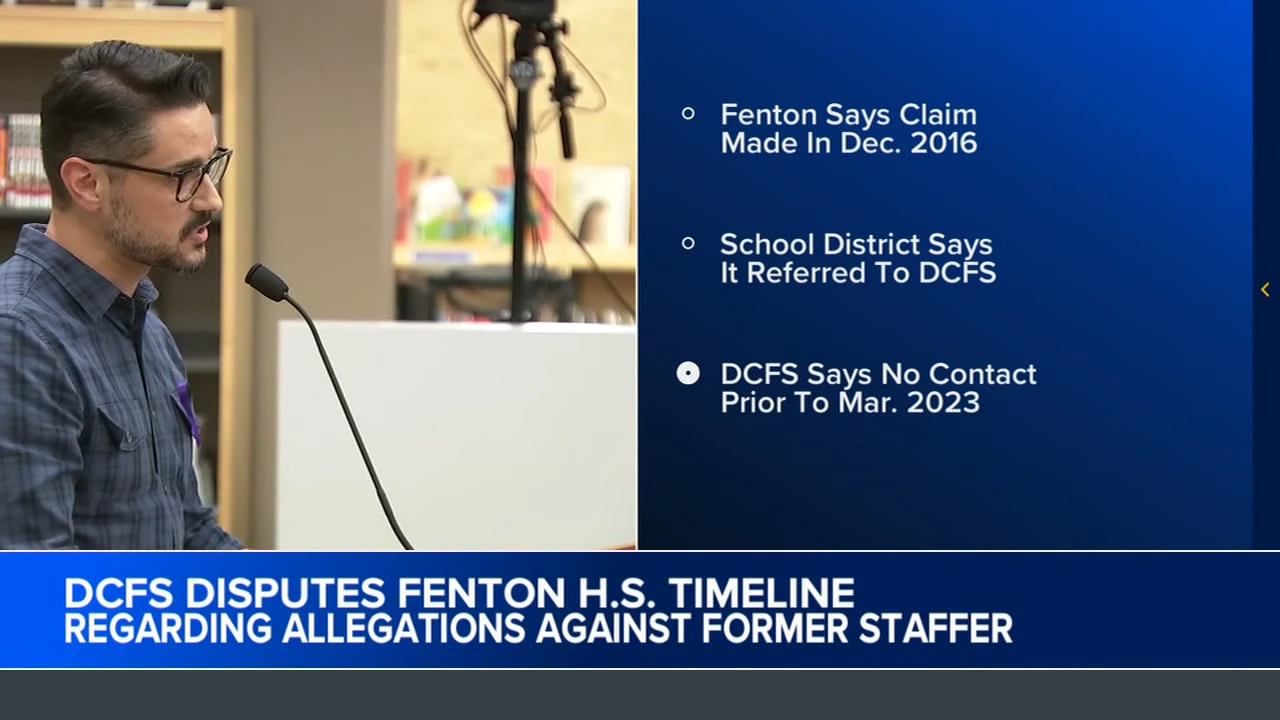 Fenton Says Claim
Made In Dec. 2016
School District Says
It Referred To DCFS
DCFS Says No Contact
Prior To Mar. 2023
DCFS DISPUTES FENTON H.S. TIMELINE
REGARDING ALLEGATIONS AGAINST FORMER STAFFER